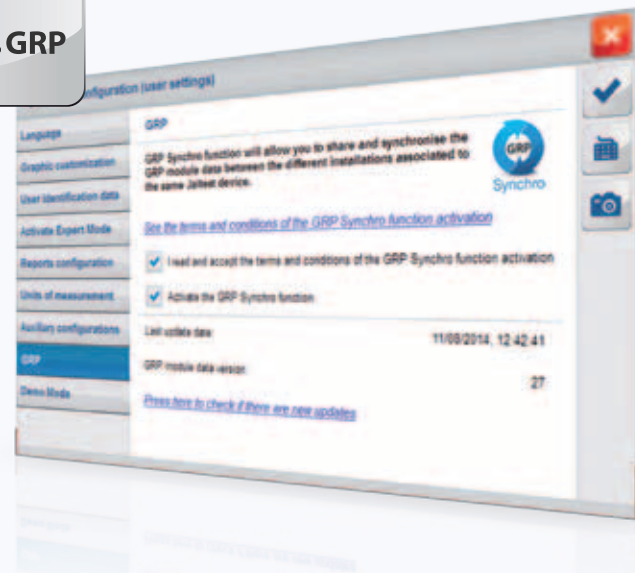 .GRP
nfiguration (user settings)
Language
Graphic customization
User identification data
Activate Expert Mode
Reports configuration
Units of measurement
Auxiliary configurations
GRP
Demo Mode
GRP
GRP Synchro function will allow you to share and synchronise the
GRP module data between the different installations associated to
the same Jaltest device.
GRP
Synchro
See the terms and conditions of the GRP Synchro function activation
I read and accept the terms and conditions of the GRP Synchro function activation
Activate the GRP Synchro function
Last update date 11/08/2014, 12:42:41
GRP module data version 27
Press here to check if there are new updates